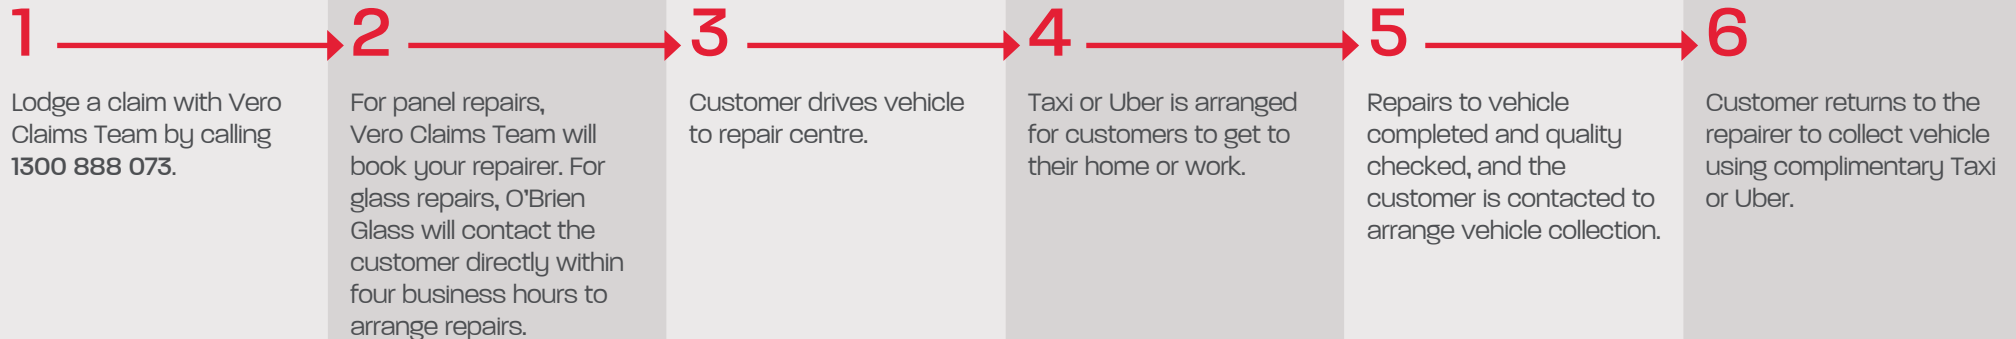 1
Lodge a claim with Vero
Claims Team by calling
1300 888 073.
2
For panel repairs,
Vero Claims Team will
book your repairer. For
glass repairs, O'Brien
Glass will contact the
customer directly within
four business hours to
arrange repairs.
3
Customer drives vehicle
to repair centre.
4
Taxi or Uber is arranged
for customers to get to
their home or work.
5
Repairs to vehicle
completed and quality
checked, and the
customer is contacted to
arrange vehicle collection.
6
Customer returns to the
repairer to collect vehicle
using complimentary Taxi
or Uber.